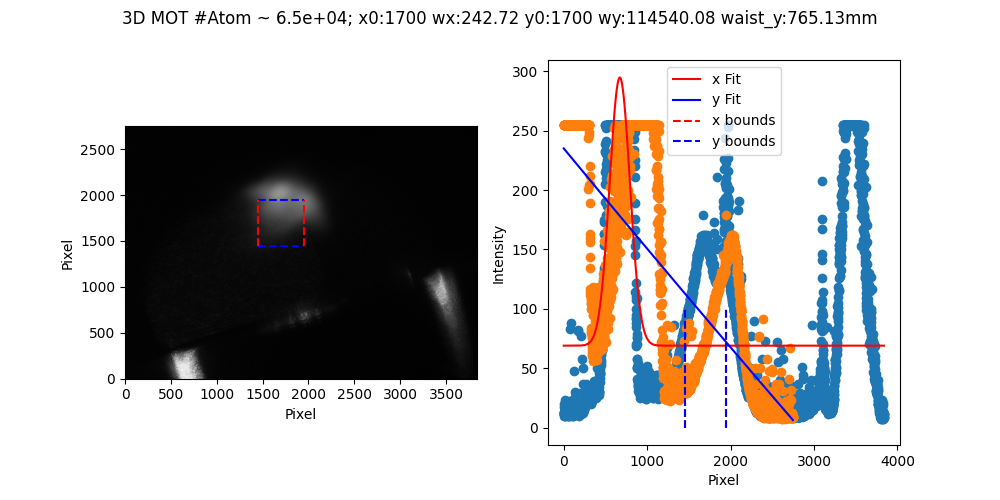 3D MOT #Atom ~ 6.5e+04; x0:1700 wx:242.72 y0:1700 wy:114540.08 waist_y:765.13mm
Pixel
2500
2000
1500
1000
500
0
0 500 1000 1500 2000 2500 3000 3500
Pixel
Intensity
300
250
200
150
100
50
0
x Fit
y Fit
x bounds
y bounds
0 1000 2000 3000 4000
Pixel